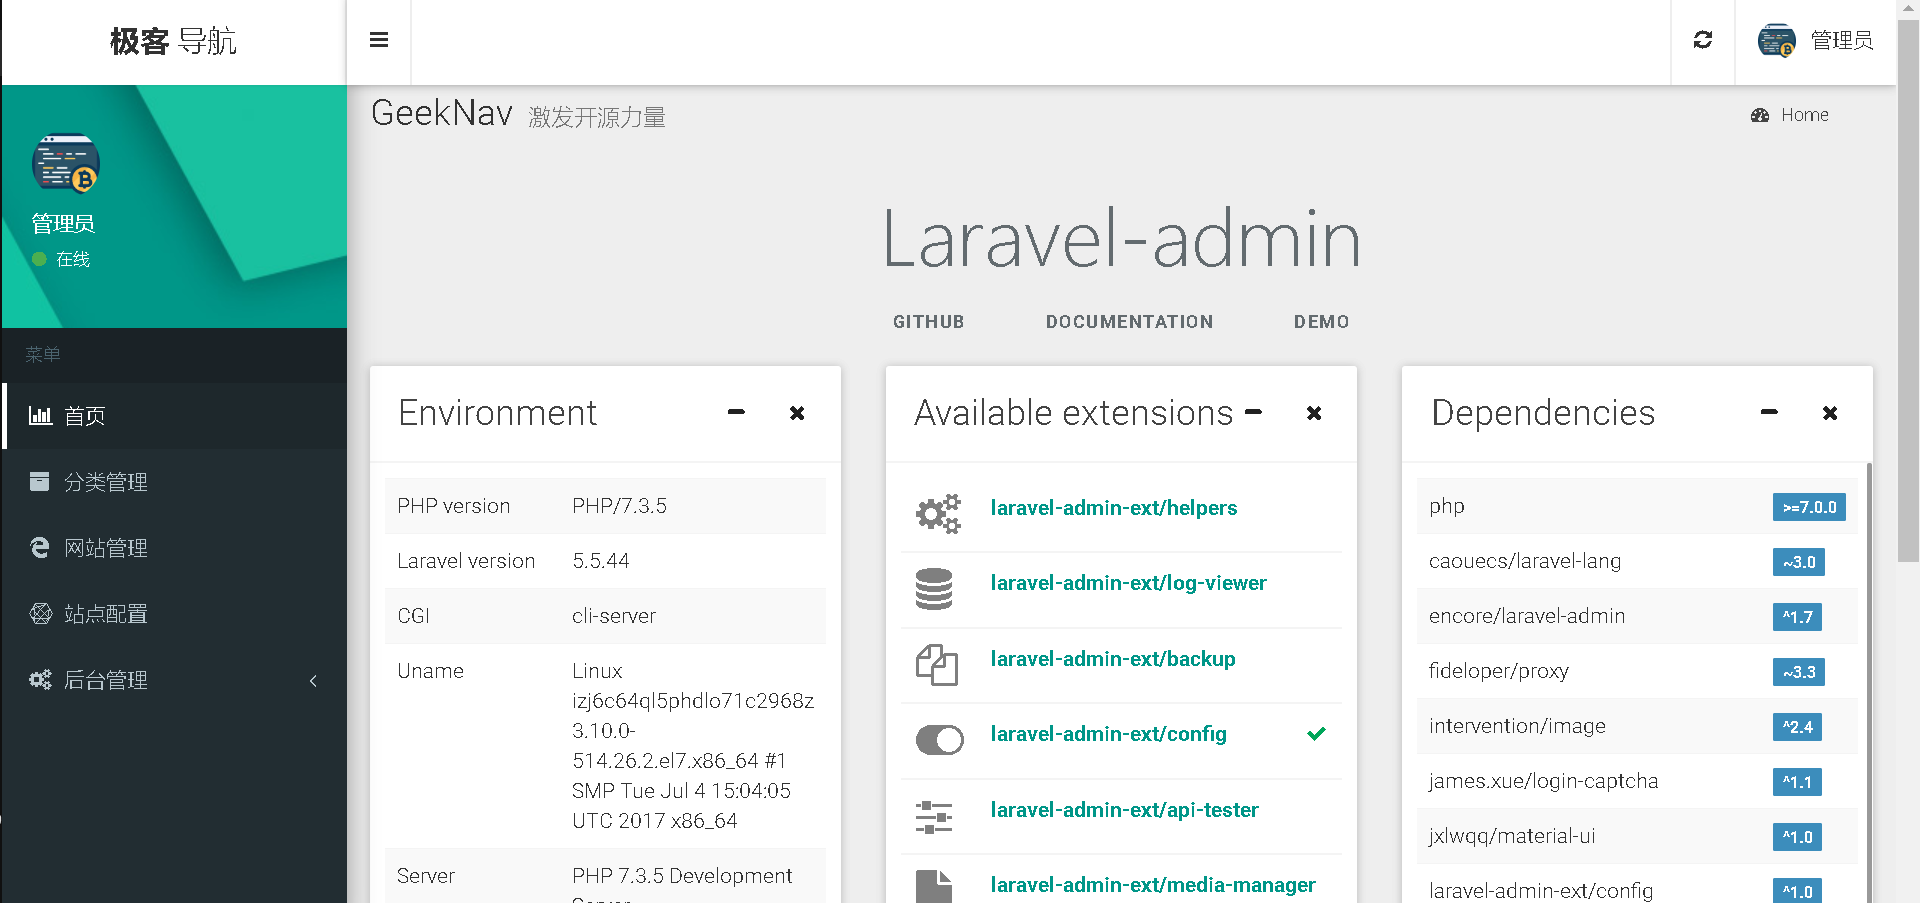 极客 导航
管理员
管理员
在线
菜单
首页
分类管理
网站管理
站点配置
后台管理
GeekNav 激发开源力量
Home
Laravel-admin
GITHUB DOCUMENTATION DEMO
Environment
PHP version PHP/7.3.5
Laravel version 5.5.44
CGI cli-server
Uname Linux
izj6c64ql5phdlo71c2968z
3.10.0-
514.26.2.el7.x86_64 #1
SMP Tue Jul 4 15:04:05
UTC 2017 x86_64
Server PHP 7.3.5 Development
Available extensions
laravel-admin-ext/helpers
laravel-admin-ext/log-viewer
laravel-admin-ext/backup
laravel-admin-ext/config
laravel-admin-ext/api-tester
laravel-admin-ext/media-manager
Dependencies
php >=7.0.0
caouecs/laravel-lang ~3.0
encore/laravel-admin ^1.7
fideloper/proxy ~3.3
intervention/image ^2.4
james.xue/login-captcha ^1.1
jxlwqq/material-ui ^1.0
laravel-admin-ext/config ^1.0